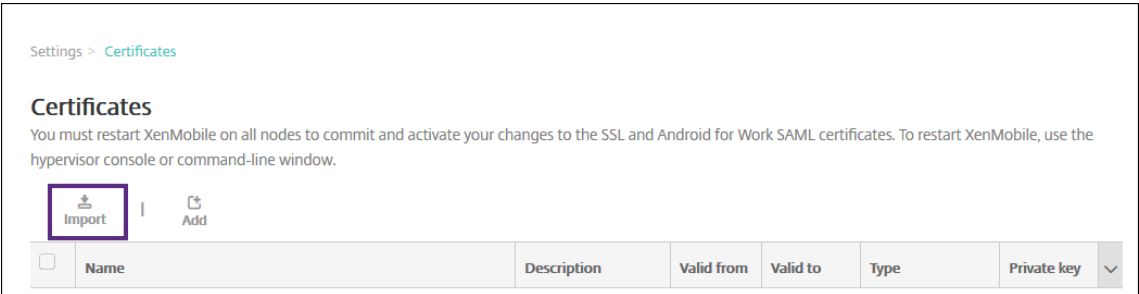 Settings > Certificates
Certificates
You must restart XenMobile on all nodes to commit and activate your changes to the SSL and Android for Work SAML certificates. To restart XenMobile, use the
hypervisor console or command-line window.
Import | Add
Name Description Valid from Valid to Type Private key